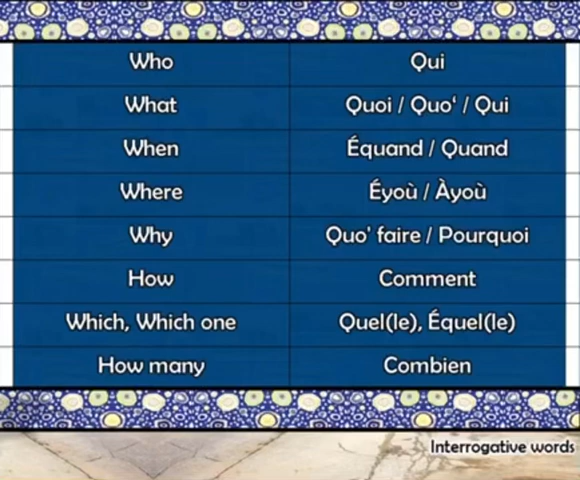 Who Qui
What Quoi / Quo‘ / Qui
When Équand / Quand
Where Éyoù / Àyoù
Why Quo' faire / Pourquoi
How Comment
Which, Which one Quel(le), Équel(le)
How many Combien
Interrogative words